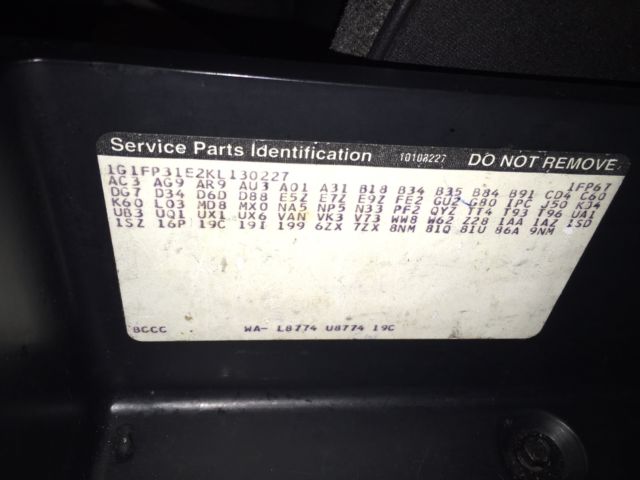 Service Parts Identification 10108227 DO NOT REMOVE
1G1FP31E2KL130227 1FP67
AC3 AG9 AR9 AU3 A01 A31 B18 B34 B35 B84 B91 CD4 C60
DG7 D34 D6D D88 E5Z E7Z E9Z FE2 GU2 G80 IPC J50 KJ4
K60 L03 MD8 MX0 NA5 NP5 N33 PF2 QYZ TT4 T93 T96 UA1
UB3 UQ1 UX1 UX6 VAN VK3 V73 WW8 W62 Z28 1AA 1AZ 1SD
1SZ 16P 19C 19I 199 6ZX 7ZX 8NM 81Q 81U 86A 9NM
BCCC WA- L8774 U8774 19C